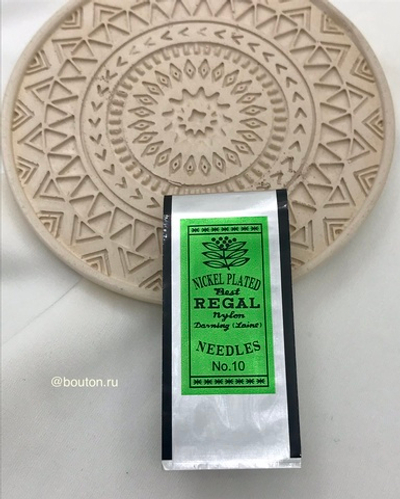 NICKEL PLATED
Best
REGAL
Nylon
Darning (Laine)
NEEDLES
No.10
@bouton.ru